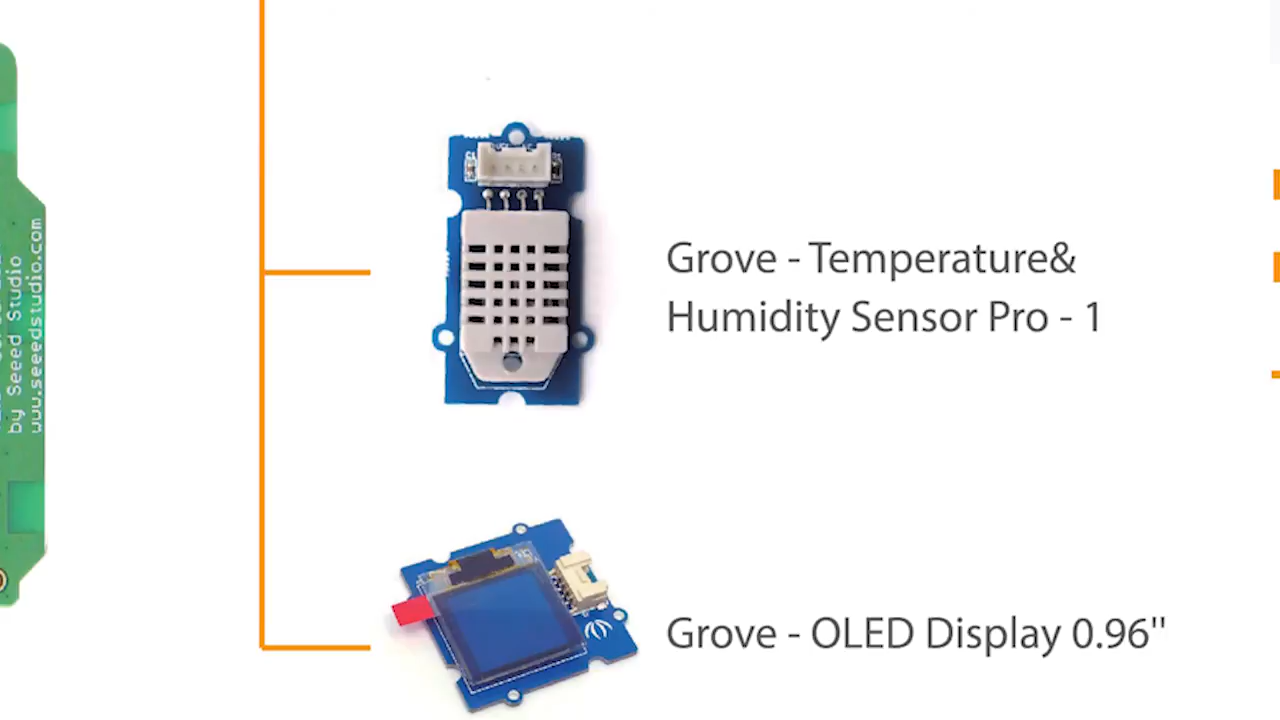 by Seeed Studio
www.seeedstudio.com
Grove - Temperature&
Humidity Sensor Pro - 1
Grove - OLED Display 0.96''